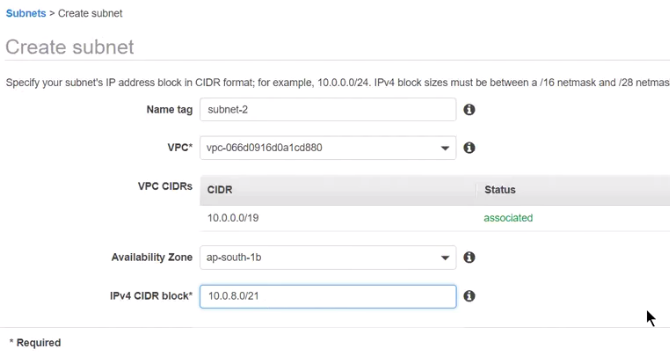 Subnets > Create subnet
Create subnet
Specify your subnet's IP address block in CIDR format; for example, 10.0.0.0/24. IPv4 block sizes must be between a /16 netmask and /28 netmas
Name tag subnet-2
VPC* vpc-066d0916d0a1cd880
VPC CIDRs CIDR Status
10.0.0.0/19 associated
Availability Zone ap-south-1b
IPv4 CIDR block* 10.0.8.0/21
* Required